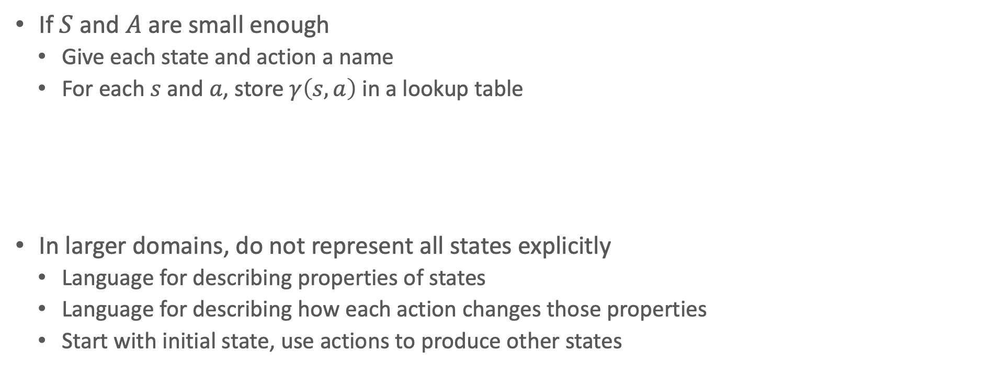 • If S and A are small enough
• Give each state and action a name
• For each s and a, store γ(s, a) in a lookup table
• In larger domains, do not represent all states explicitly
• Language for describing properties of states
• Language for describing how each action changes those properties
• Start with initial state, use actions to produce other states